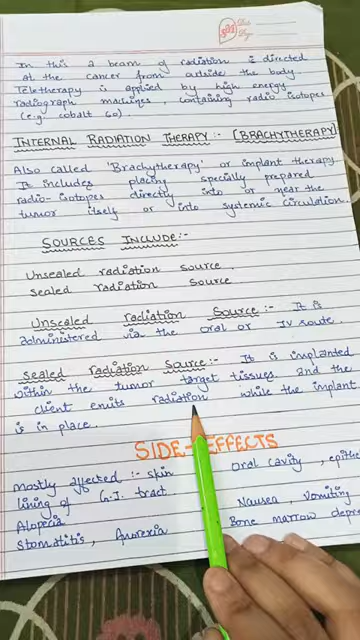 In this a beam of radiation is directed
at the cancer from outside the body.
Teletherapy is applied by high energy
radiograph machines, containing radio isotopes
(e.g cobalt 60).
INTERNAL RADIATION THERAPY :- [BRACHYTHERAPY]
Also called 'Brachytherapy' or implant therapy.
It includes placing specially prepared
radio-isotopes directly into or near the
tumor itself or into systemic circulation.
SOURCES INCLUDE:-
Unsealed radiation source.
Sealed radiation source.
Unsealed radiation Source :- It is
administered via the oral or IV route.
Sealed radiation Source :- It is implanted
within the tumor target tissues and the
client emits radiation while the implant
is in place.
SIDE-EFFECTS
Mostly affected :- skin oral cavity, epithe
lining of G.I. tract
Alopecia Nausea, vomiting
Stomatitis, Anorexia Bone marrow depre